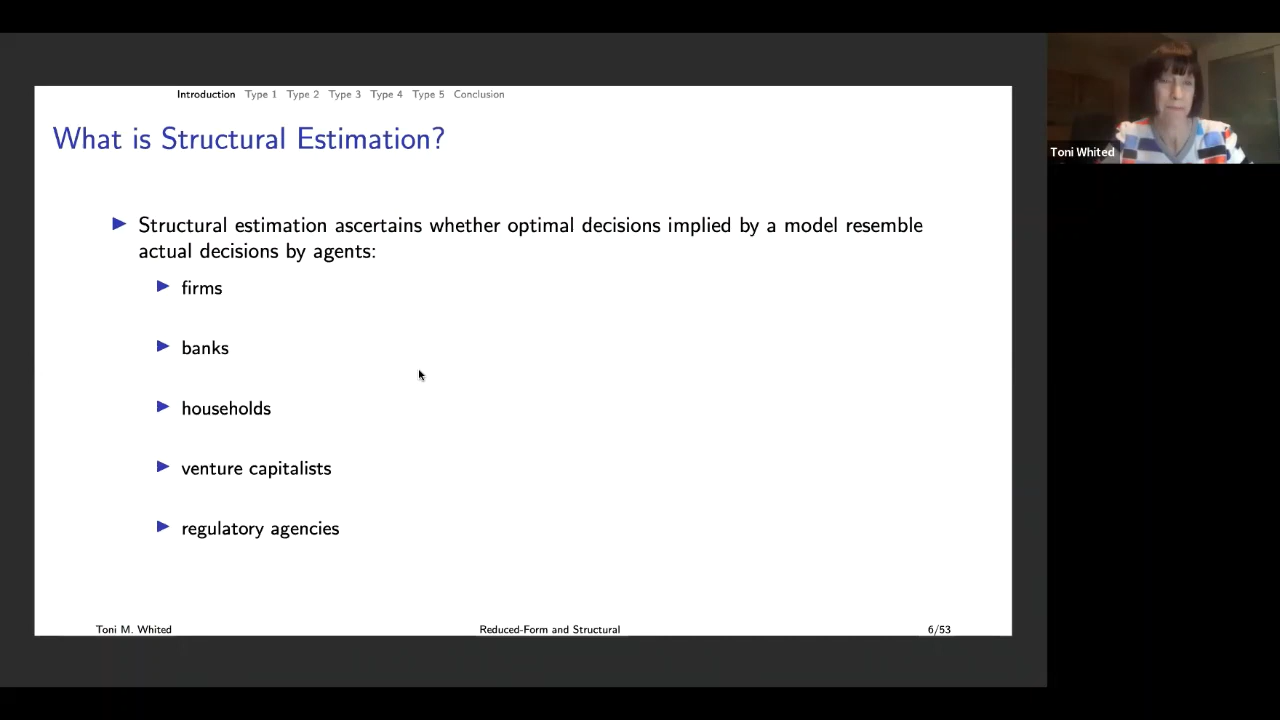 Introduction Type 1 Type 2 Type 3 Type 4 Type 5 Conclusion
What is Structural Estimation?
Structural estimation ascertains whether optimal decisions implied by a model resemble
actual decisions by agents:
firms
banks
households
venture capitalists
regulatory agencies
Toni M. Whited Reduced-Form and Structural 6/53
Toni Whited